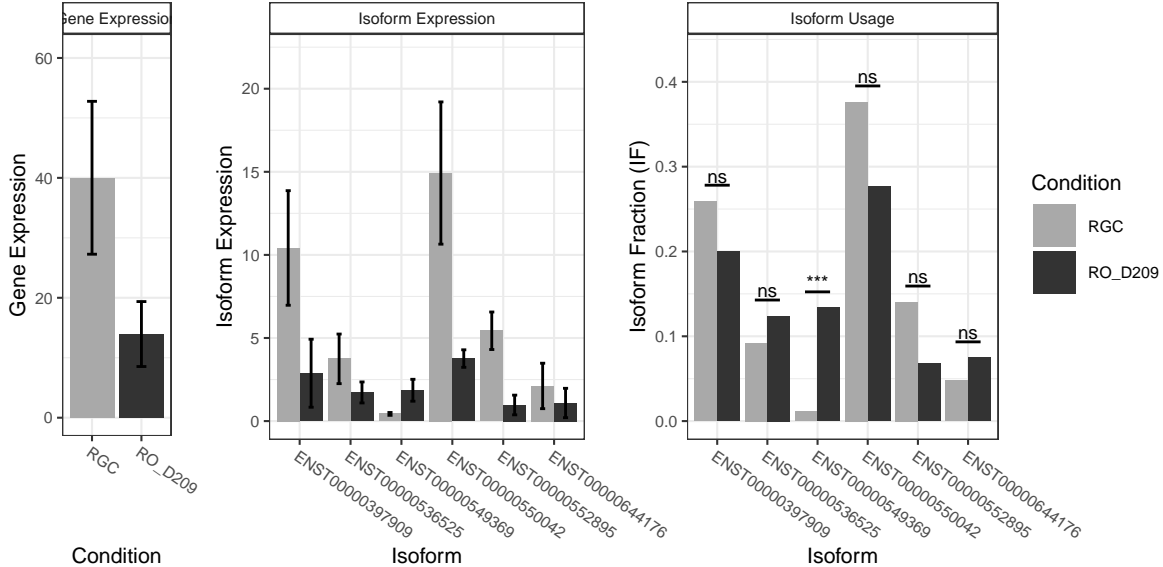 Gene Expression
Gene Expression
60
40
20
0
RGC
RO_D209
Condition
Isoform Expression
Isoform Expression
20
15
10
5
0
ENST00000397909
ENST00000536525
ENST00000549369
ENST00000550042
ENST00000552895
ENST00000644176
Isoform
Isoform Usage
Isoform Fraction (IF)
0.4
0.3
0.2
0.1
0.0
ns
ns
***
ns
ns
ns
ENST00000397909
ENST00000536525
ENST00000549369
ENST00000550042
ENST00000552895
ENST00000644176
Isoform
Condition
RGC
RO_D209